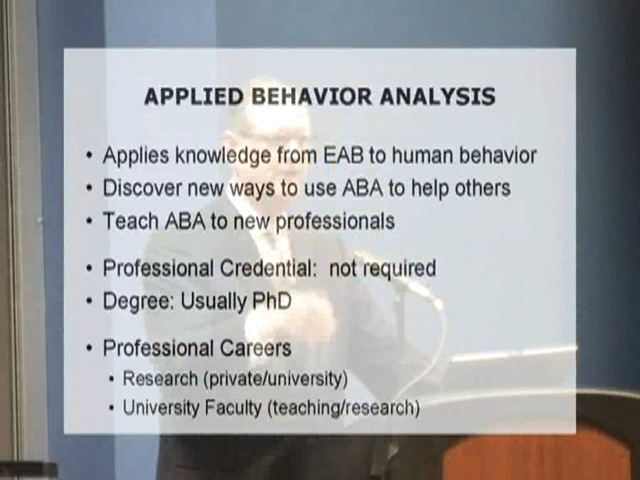 APPLIED BEHAVIOR ANALYSIS
• Applies knowledge from EAB to human behavior
• Discover new ways to use ABA to help others
• Teach ABA to new professionals
• Professional Credential: not required
• Degree: Usually PhD
• Professional Careers
• Research (private/university)
• University Faculty (teaching/research)